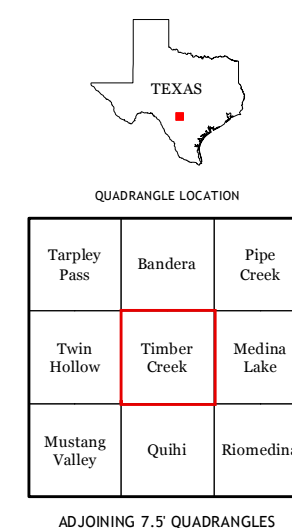 TEXAS
QUADRANGLE LOCATION
Tarpley
Pass
Bandera
Pipe
Creek
Twin
Hollow
Timber
Creek
Medina
Lake
Mustang
Valley
Quihi
Riomedina
ADJOINING 7.5' QUADRANGLES